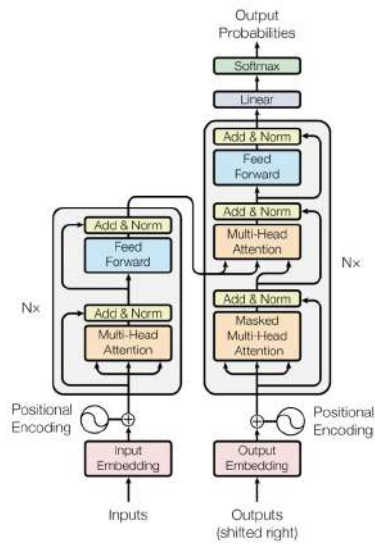 Output
Probabilities
Softmax
Linear
Add & Norm
Feed
Forward
Add & Norm
Multi-Head
Attention
Nx
Add & Norm
Masked
Multi-Head
Attention
Add & Norm
Feed
Forward
Nx
Add & Norm
Multi-Head
Attention
Positional
Encoding
Positional
Encoding
Input
Embedding
Output
Embedding
Inputs
Outputs
(shifted right)